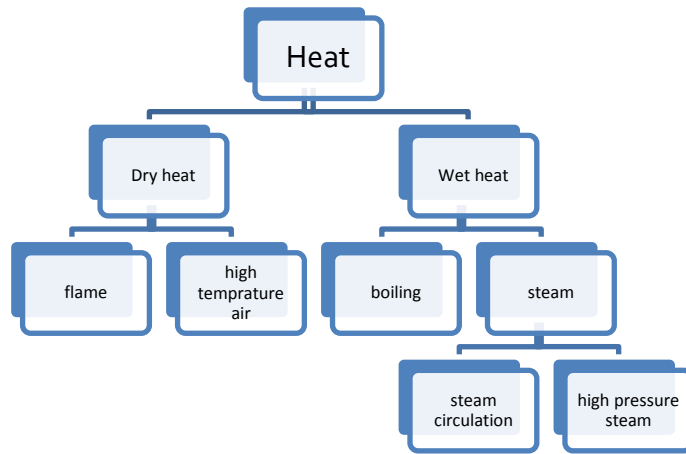 Heat
Dry heat
Wet heat
flame
high
temprature
air
boiling
steam
steam
circulation
high pressure
steam